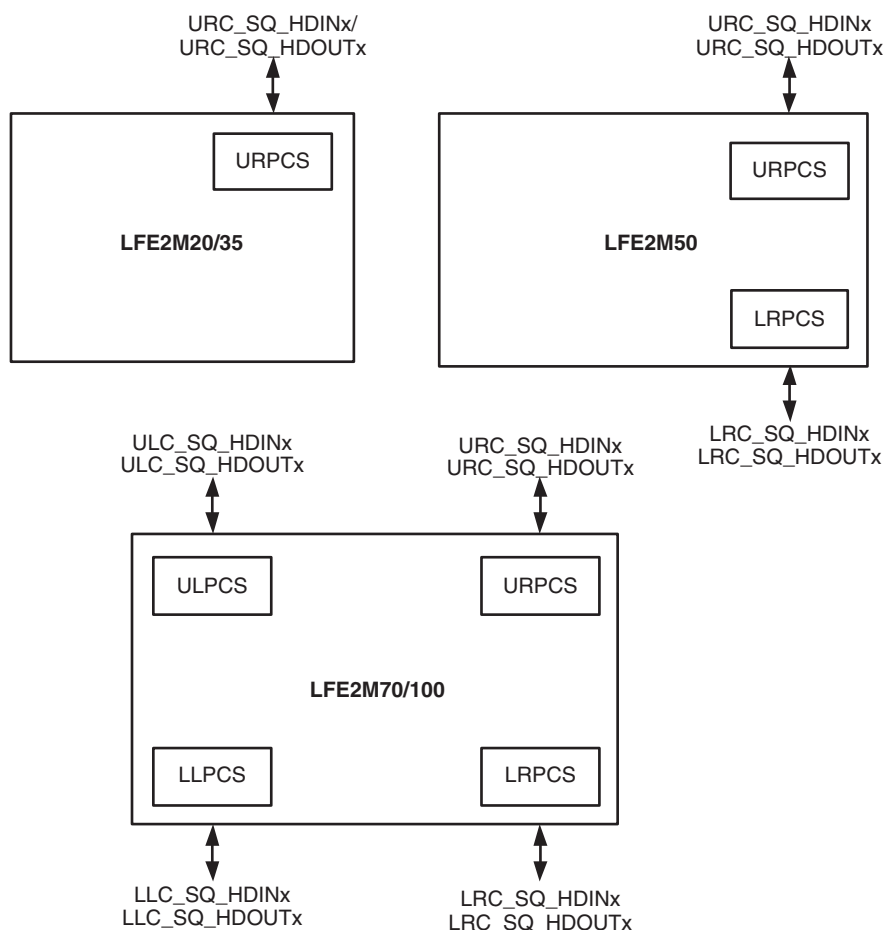 URC_SQ_HDINx/
URC_SQ_HDOUTx
URPCS
LFE2M20/35
URC_SQ_HDINx
URC_SQ_HDOUTx
URPCS
LFE2M50
LRPCS
LRC_SQ_HDINx
LRC_SQ_HDOUTx
ULC_SQ_HDINx
ULC_SQ_HDOUTx
URC_SQ_HDINx
URC_SQ_HDOUTx
ULPCS
URPCS
LFE2M70/100
LLPCS
LRPCS
LLC_SQ_HDINx
LLC_SQ_HDOUTx
LRC_SQ_HDINx
LRC_SQ_HDOUTx